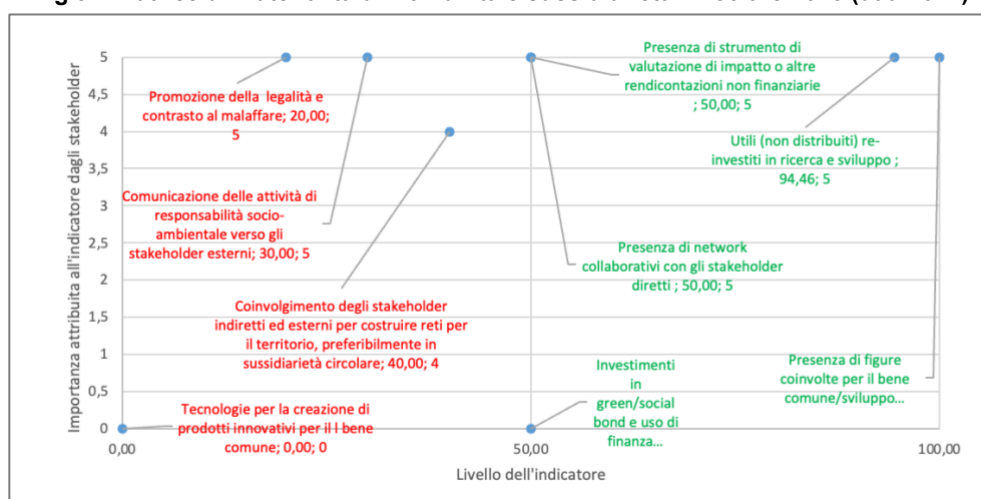 5
4,5
4
3,5
3
2,5
2
1,5
1
0,5
0
Importanza attribuita all'indicatore dagli stakeholder
Promozione della legalità e
contrasto al malaffare; 20,00;
5
Comunicazione delle attività di
responsabilità socio-
ambientale verso gli
stakeholder esterni; 30,00; 5
Coinvolgimento degli stakeholder
indiretti ed esterni per costruire reti per
il territorio, preferibilmente in
sussidiarietà circolare; 40,00; 4
Tecnologie per la creazione di
prodotti innovativi per il l bene
comune; 0,00; 0
Presenza di strumento di
valutazione di impatto o altre
rendicontazioni non finanziarie
; 50,00; 5
Utili (non distribuiti) re-
investiti in ricerca e sviluppo ;
94,46; 5
Presenza di network
collaborativi con gli stakeholder
diretti ; 50,00; 5
Investimenti
in
green/social
bond e uso di
finanza...
Presenza di figure
coinvolte per il bene
comune/sviluppo...
0,00
50,00
100,00
Livello dell'indicatore